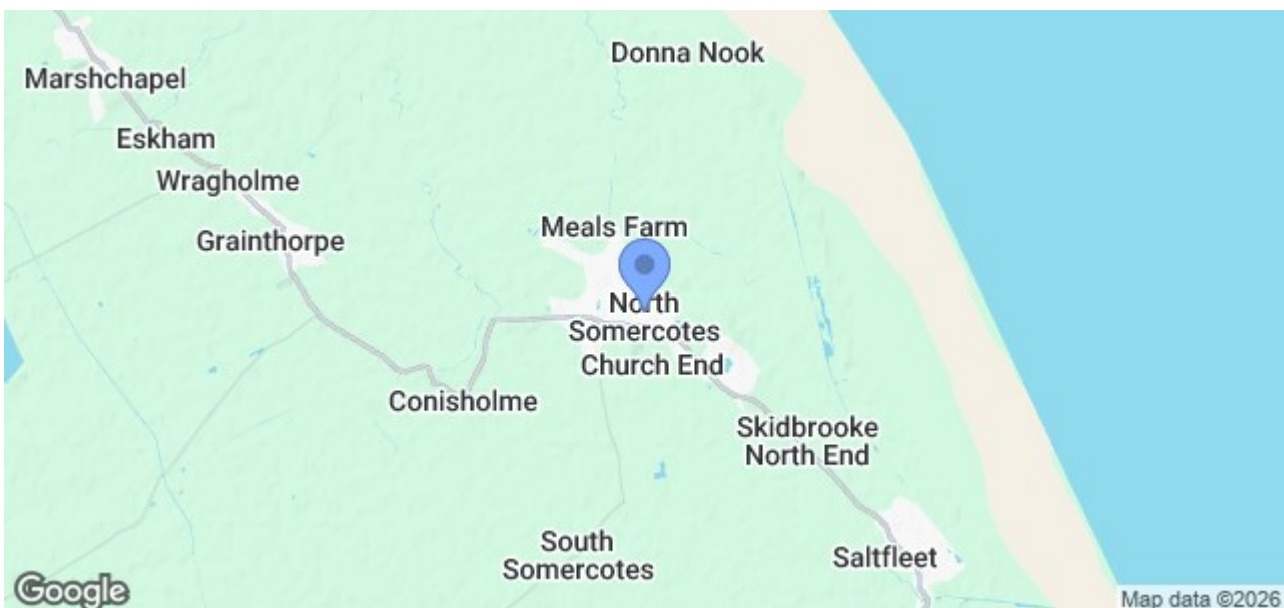 Donna Nook
Marshchapel
Eskham
Wragholme
Meals Farm
Grainthorpe
North
Somercotes
Church End
Conisholme
Skidbrooke
North End
South
Somercotes
Saltfleet
Google
Map data ©2026